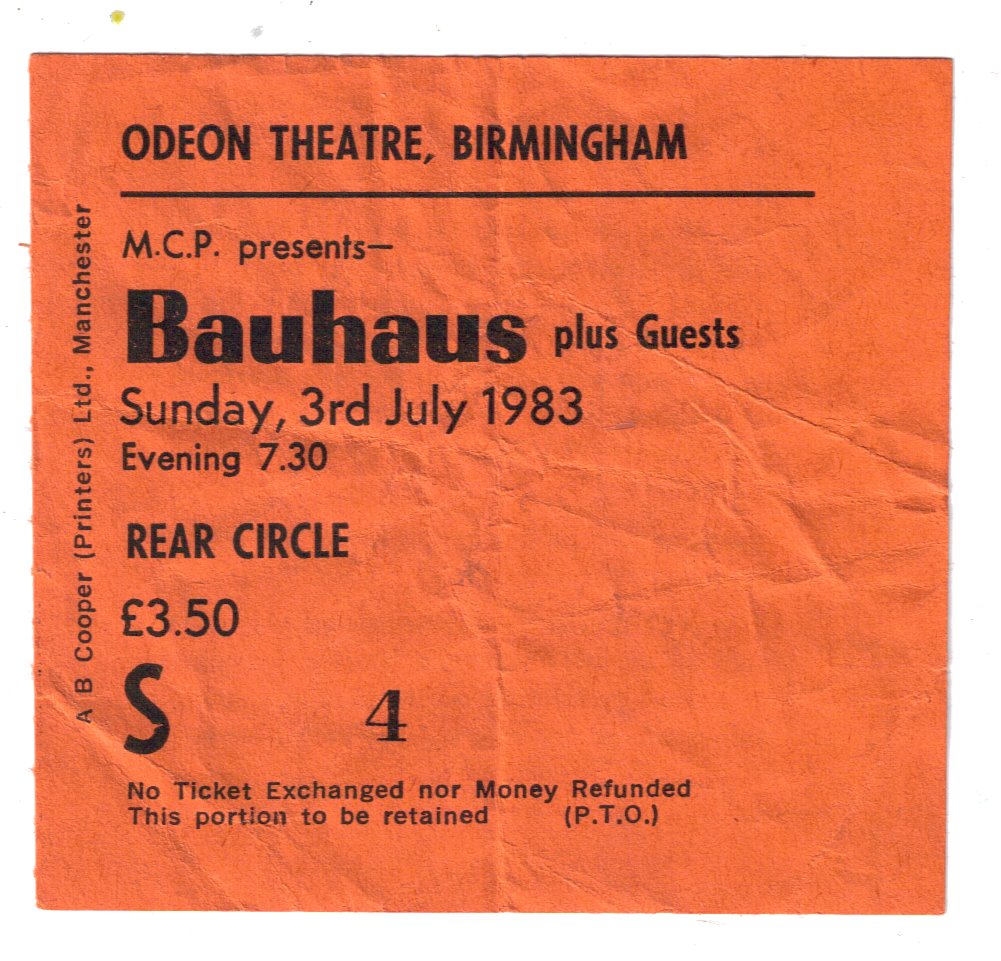 ODEON THEATRE, BIRMINGHAM
M.C.P. presents—
Bauhaus plus Guests
Sunday, 3rd July 1983
Evening 7.30
REAR CIRCLE
£3.50
S 4
No Ticket Exchanged nor Money Refunded
This portion to be retained (P.T.O.)
A B Cooper (Printers) Ltd., Manchester